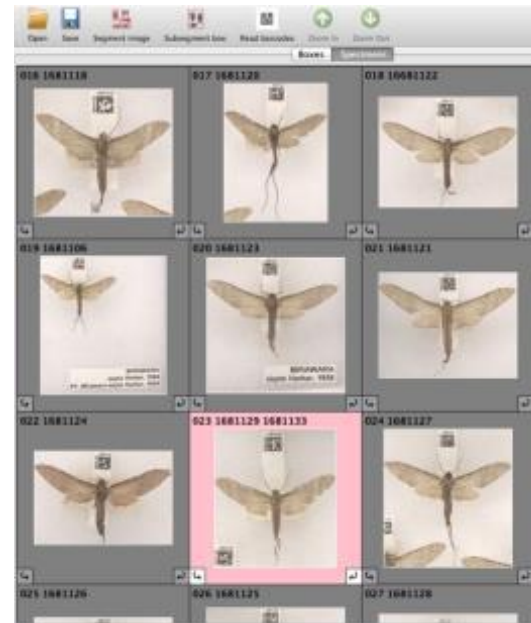 Open Save Segment image Subsegment box Read barcodes Zoom in Zoom Out
Boxes Specimens
016 1681118 017 1681120 018 16681122
019 1681106 020 1681123 021 1681121
022 1681124 023 1681129 1681133 024 1681127
025 1681126 026 1681125 027 1681128